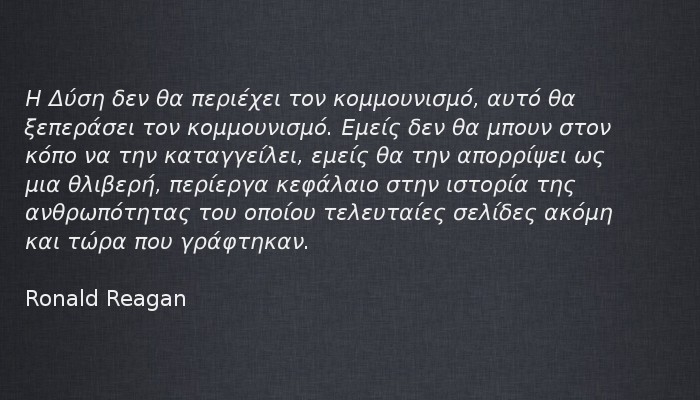 Η Δύση δεν θα περιέχει τον κομμουνισμό, αυτό θα
ξεπεράσει τον κομμουνισμό. Εμείς δεν θα μπουν στον
κόπο να την καταγγείλει, εμείς θα την απορρίψει ως
μια θλιβερή, περίεργα κεφάλαιο στην ιστορία της
ανθρωπότητας του οποίου τελευταίες σελίδες ακόμη
και τώρα που γράφτηκαν.
Ronald Reagan